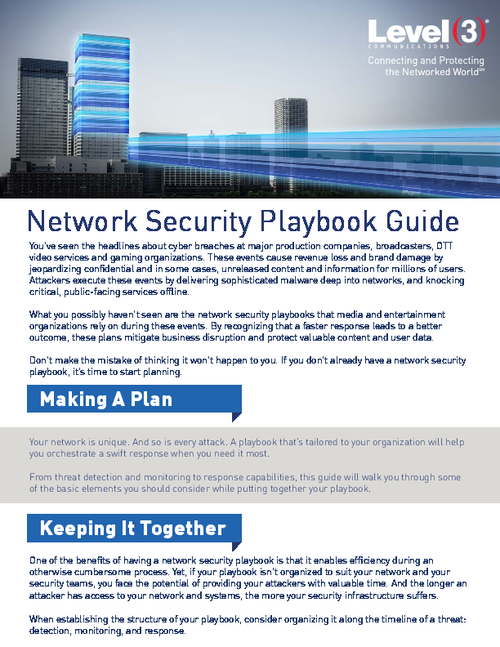 Level(3)®
COMMUNICATIONS
Connecting and Protecting
the Networked World℠
Network Security Playbook Guide
You've seen the headlines about cyber breaches at major production companies, broadcasters, OTT
video services and gaming organizations. These events cause revenue loss and brand damage by
jeopardizing confidential and in some cases, unreleased content and information for millions of users.
Attackers execute these events by delivering sophisticated malware deep into networks, and knocking
critical, public-facing services offline.
What you possibly haven't seen are the network security playbooks that media and entertainment
organizations rely on during these events. By recognizing that a faster response leads to a better
outcome, these plans mitigate business disruption and protect valuable content and user data.
Don't make the mistake of thinking it won't happen to you. If you don't already have a network security
playbook, it's time to start planning.
Making A Plan
Your network is unique. And so is every attack. A playbook that's tailored to your organization will help
you orchestrate a swift response when you need it most.
From threat detection and monitoring to response capabilities, this guide will walk you through some
of the basic elements you should consider while putting together your playbook.
Keeping It Together
One of the benefits of having a network security playbook is that it enables efficiency during an
otherwise cumbersome process. Yet, if your playbook isn't organized to suit your network and your
security teams, you face the potential of providing your attackers with valuable time. And the longer an
attacker has access to your network and systems, the more your security infrastructure suffers.
When establishing the structure of your playbook, consider organizing it along the timeline of a threat:
detection, monitoring, and response.